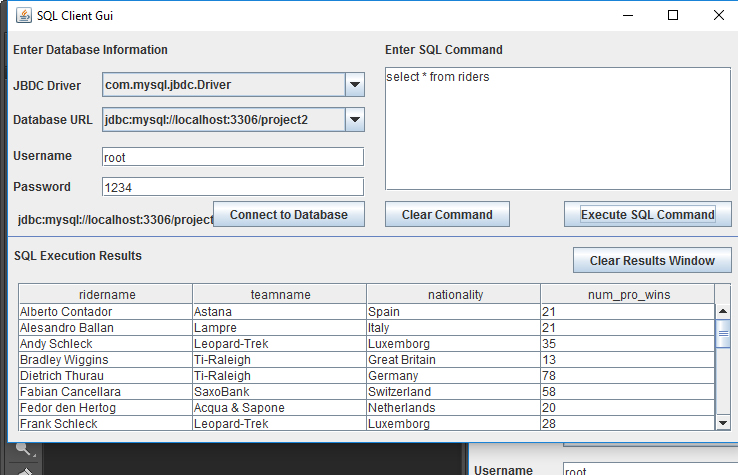 SQL Client Gui
Enter Database Information
Enter SQL Command
JBDC Driver
com.mysql.jbdc.Driver
select * from riders
Database URL
jdbc:mysql://localhost:3306/project2
Username
root
Password
1234
jdbc:mysql://localhost:3306/project
Connect to Database
Clear Command
Execute SQL Command
SQL Execution Results
Clear Results Window
ridername teamname nationality num_pro_wins
Alberto Contador Astana Spain 21
Alesandro Ballan Lampre Italy 21
Andy Schleck Leopard-Trek Luxemborg 35
Bradley Wiggins Ti-Raleigh Great Britain 13
Dietrich Thurau Ti-Raleigh Germany 78
Fabian Cancellara SaxoBank Switzerland 58
Fedor den Hertog Acqua & Sapone Netherlands 20
Frank Schleck Leopard-Trek Luxemborg 28
Username root